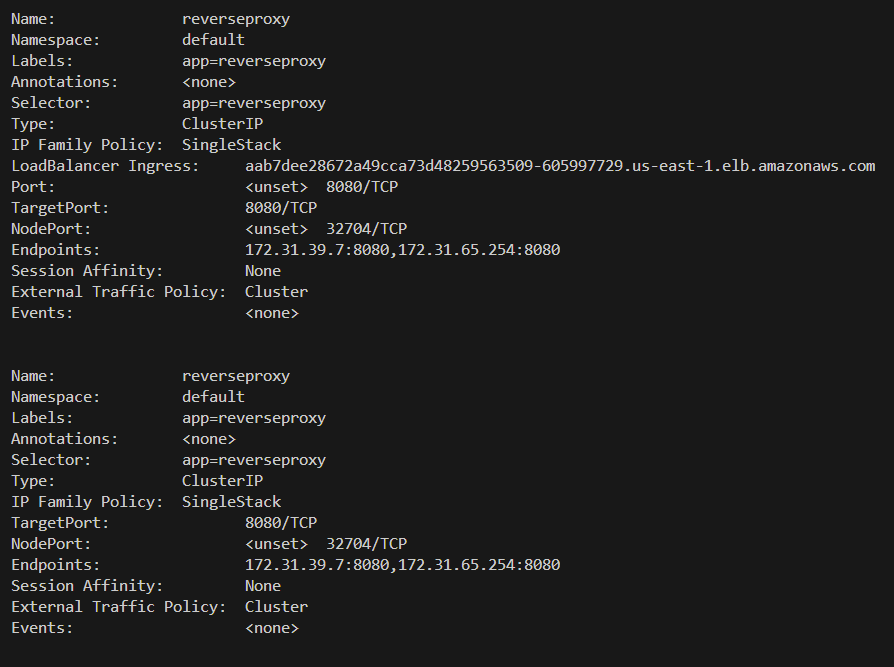 Name:              reverseproxy
Namespace:         default
Labels:            app=reverseproxy
Annotations:       <none>
Selector:          app=reverseproxy
Type:              ClusterIP
IP Family Policy:  SingleStack
LoadBalancer Ingress:     aab7dee28672a49cca73d48259563509-605997729.us-east-1.elb.amazonaws.com
Port:                     <unset>  8080/TCP
TargetPort:               8080/TCP
NodePort:                 <unset>  32704/TCP
Endpoints:                172.31.39.7:8080,172.31.65.254:8080
Session Affinity:         None
External Traffic Policy:  Cluster
Events:                   <none>

Name:              reverseproxy
Namespace:         default
Labels:            app=reverseproxy
Annotations:       <none>
Selector:          app=reverseproxy
Type:              ClusterIP
IP Family Policy:  SingleStack
TargetPort:               8080/TCP
NodePort:                 <unset>  32704/TCP
Endpoints:                172.31.39.7:8080,172.31.65.254:8080
Session Affinity:         None
External Traffic Policy:  Cluster
Events:                   <none>